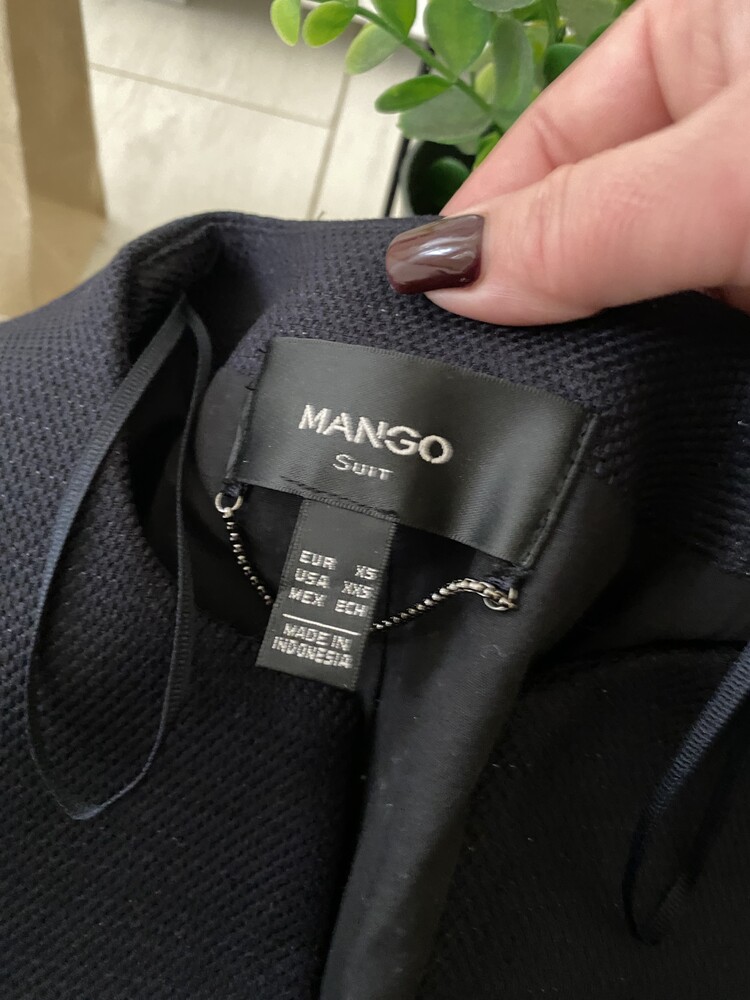 MANGO
SUIT
EUR XS
USA XXS
MEX ECH
MADE IN
INDONESIA